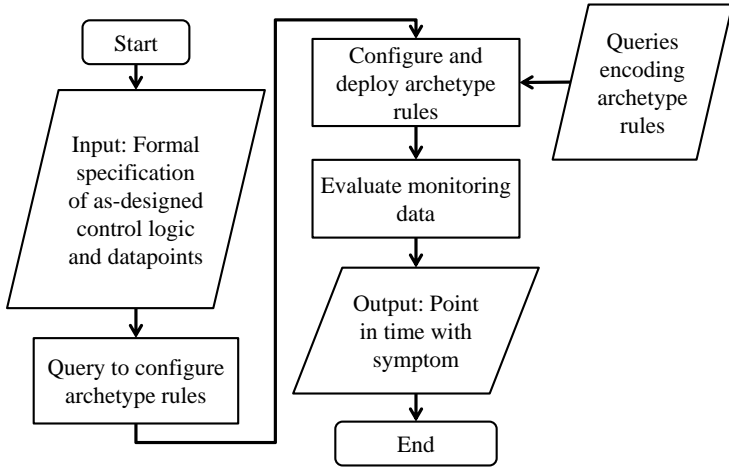 Start
Input: Formal
specification
of as-designed
control logic
and datapoints
Query to configure
archetype rules
Configure and
deploy archetype
rules
Queries
encoding
archetype
rules
Evaluate monitoring
data
Output: Point
in time with
symptom
End